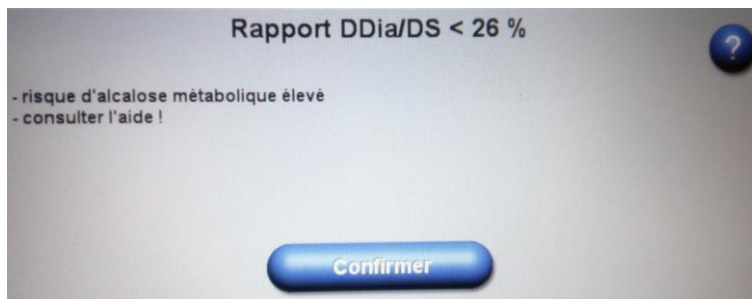 Rapport DDia/DS < 26 %
?
- risque d'alcalose métabolique élevé
- consulter l'aide !
Confirmer